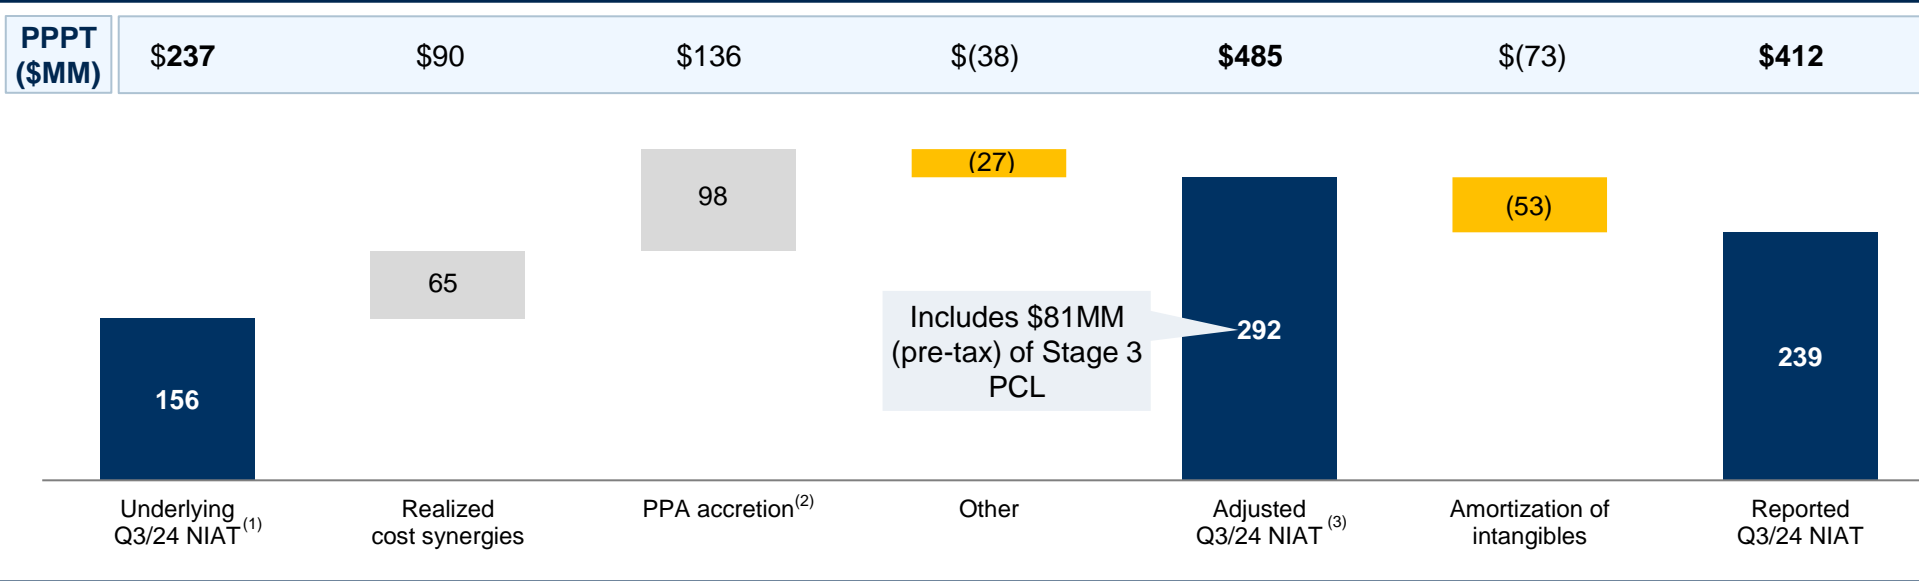 PPPT
($MM)
$237
$90
$136
$(38)
$485
$(73)
$412
156
65
98
(27)
Includes $81MM
(pre-tax) of Stage 3
PCL
292
(53)
239
Underlying
Q3/24 NIAT(1)
Realized
cost synergies
PPA accretion(2)
Other
Adjusted
Q3/24 NIAT (3)
Amortization of
intangibles
Reported
Q3/24 NIAT